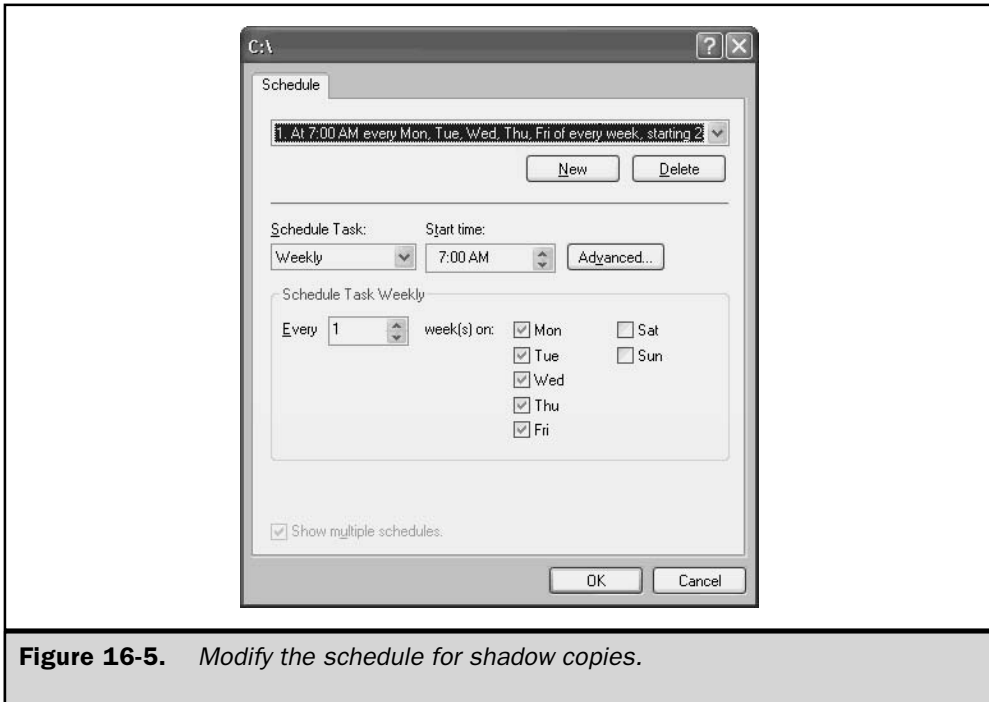 C:\
Schedule
1. At 7:00 AM every Mon, Tue, Wed, Thu, Fri of every week, starting 2
New Delete
Schedule Task: Start time:
Weekly 7:00 AM Advanced...
Schedule Task Weekly
Every 1 week(s) on: Mon Sat
Tue Sun
Wed
Thu
Fri
Show multiple schedules.
OK Cancel
Figure 16-5. Modify the schedule for shadow copies.